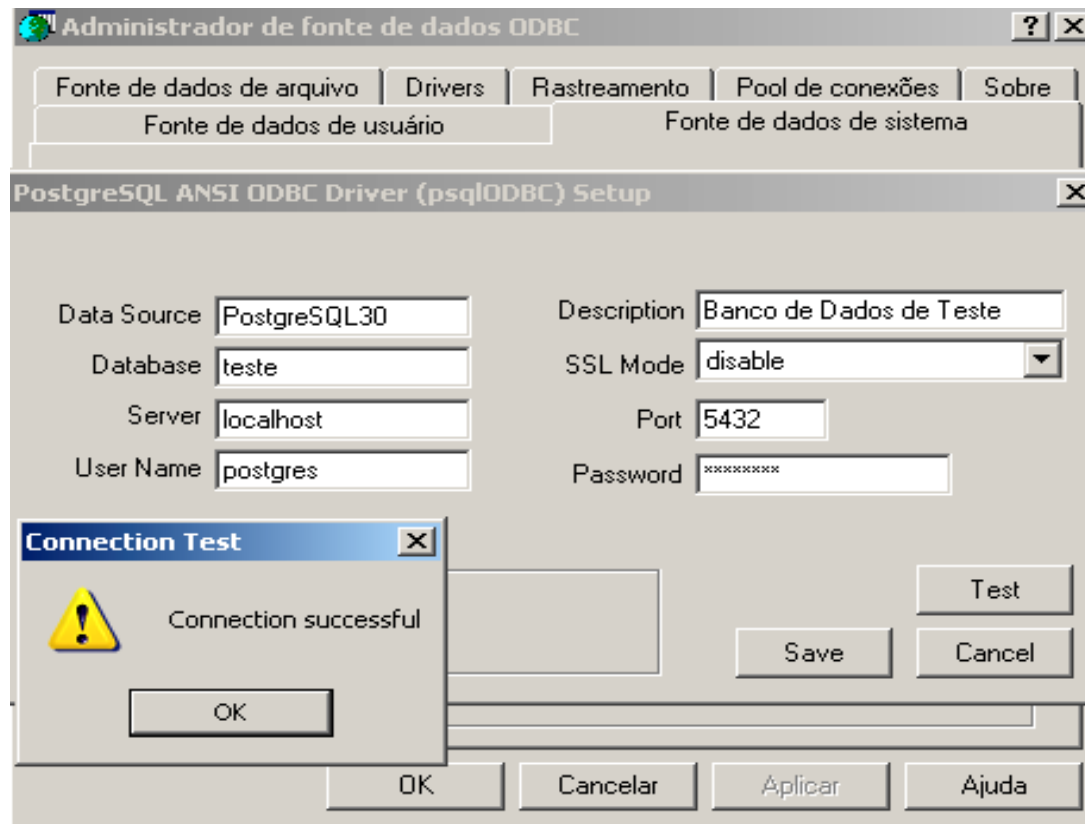 Administrador de fonte de dados ODBC
Fonte de dados de arquivo Drivers Rastreamento Pool de conexões Sobre
Fonte de dados de usuário Fonte de dados de sistema
PostgreSQL ANSI ODBC Driver (psqlODBC) Setup
Data Source PostgreSQL30 Description Banco de Dados de Teste
Database teste SSL Mode disable
Server localhost Port 5432
User Name postgres Password ********
Connection Test
Connection successful
OK
Test
Save Cancel
OK Cancelar Aplicar Ajuda